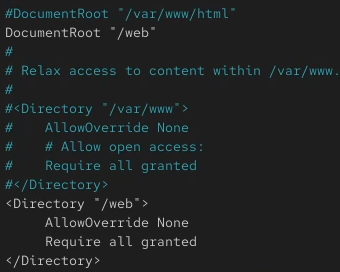 #DocumentRoot "/var/www/html"
DocumentRoot "/web"
#
# Relax access to content within /var/www.
#
#<Directory "/var/www">
#    AllowOverride None
#    # Allow open access:
#    Require all granted
#</Directory>
<Directory "/web">
     AllowOverride None
     Require all granted
</Directory>